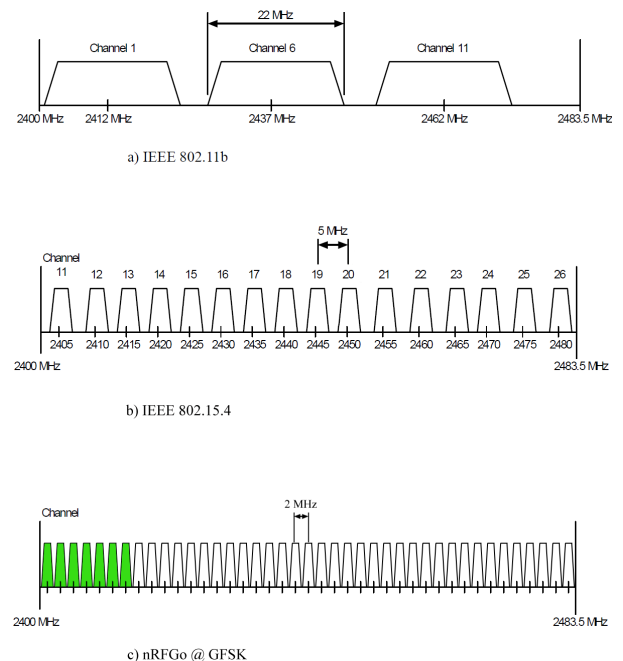 22 MHz
Channel 1 Channel 6 Channel 11
2400 MHz 2412 MHz 2437 MHz 2462 MHz 2483.5 MHz
a) IEEE 802.11b
5 MHz
Channel
11 12 13 14 15 16 17 18 19 20 21 22 23 24 25 26
2405 2410 2415 2420 2425 2430 2435 2440 2445 2450 2455 2460 2465 2470 2475 2480
2400 MHz 2483.5 MHz
b) IEEE 802.15.4
2 MHz
Channel
2400 MHz 2483.5 MHz
c) nRFGo @ GFSK